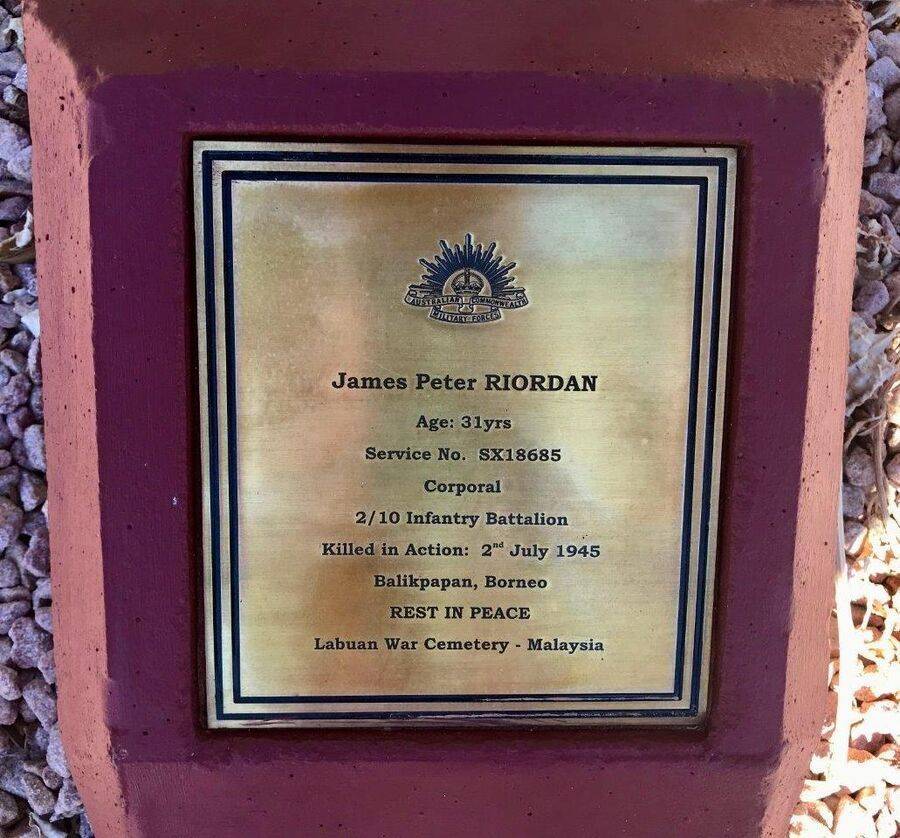 AUSTRALIAN COMMONWEALTH
MILITARY FORCES
James Peter RIORDAN
Age: 31yrs
Service No. SX18685
Corporal
2/10 Infantry Battalion
Killed in Action: 2nd July 1945
Balikpapan, Borneo
REST IN PEACE
Labuan War Cemetery - Malaysia